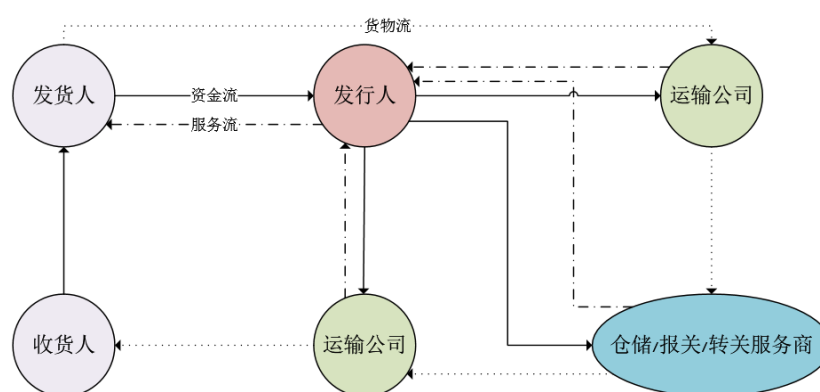 货物流
发货人
资金流
发行人
运输公司
服务流
收货人
运输公司
仓储/报关/转关服务商